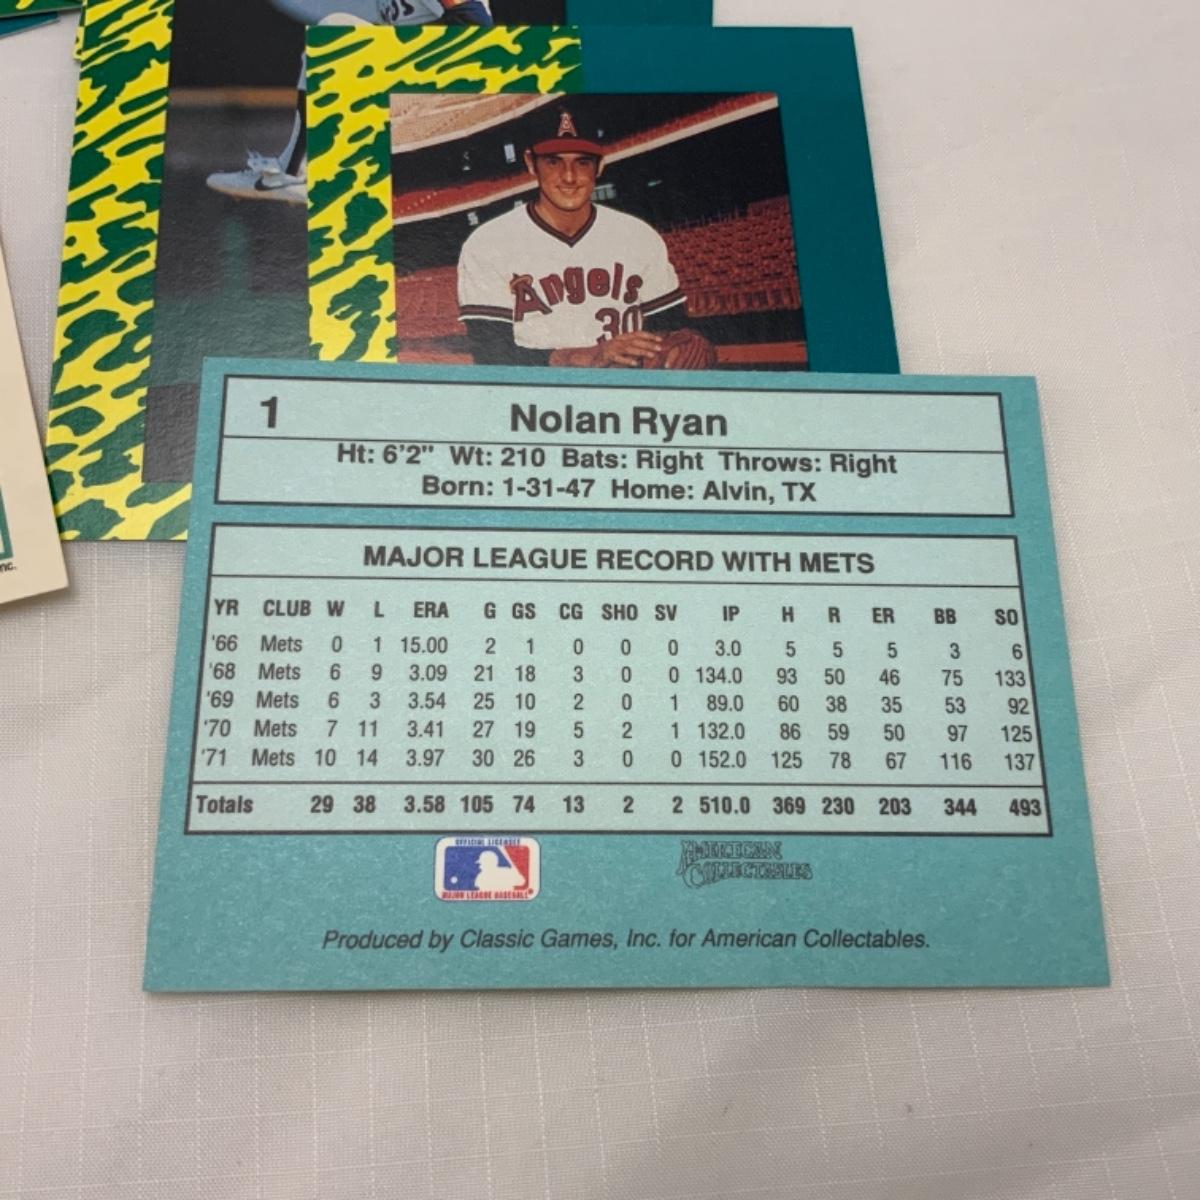 A
Angels
30
1
Nolan Ryan
Ht: 6'2" Wt: 210 Bats: Right Throws: Right
Born: 1-31-47 Home: Alvin, TX
MAJOR LEAGUE RECORD WITH METS
YR CLUB W L ERA G GS CG SHO SV IP H R ER BB SO
'66 Mets 0 1 15.00 2 1 0 0 0 3.0 5 5 5 3 6
'68 Mets 6 9 3.09 21 18 3 0 0 134.0 93 50 46 75 133
'69 Mets 6 3 3.54 25 10 2 0 1 89.0 60 38 35 53 92
'70 Mets 7 11 3.41 27 19 5 2 1 132.0 86 59 50 97 125
'71 Mets 10 14 3.97 30 26 3 0 0 152.0 125 78 67 116 137
Totals 29 38 3.58 105 74 13 2 2 510.0 369 230 203 344 493
OFFICIAL LICENSEE
MAJOR LEAGUE BASEBALL®
AMERICAN
COLLECTABLES
Produced by Classic Games, Inc. for American Collectables.
nc.